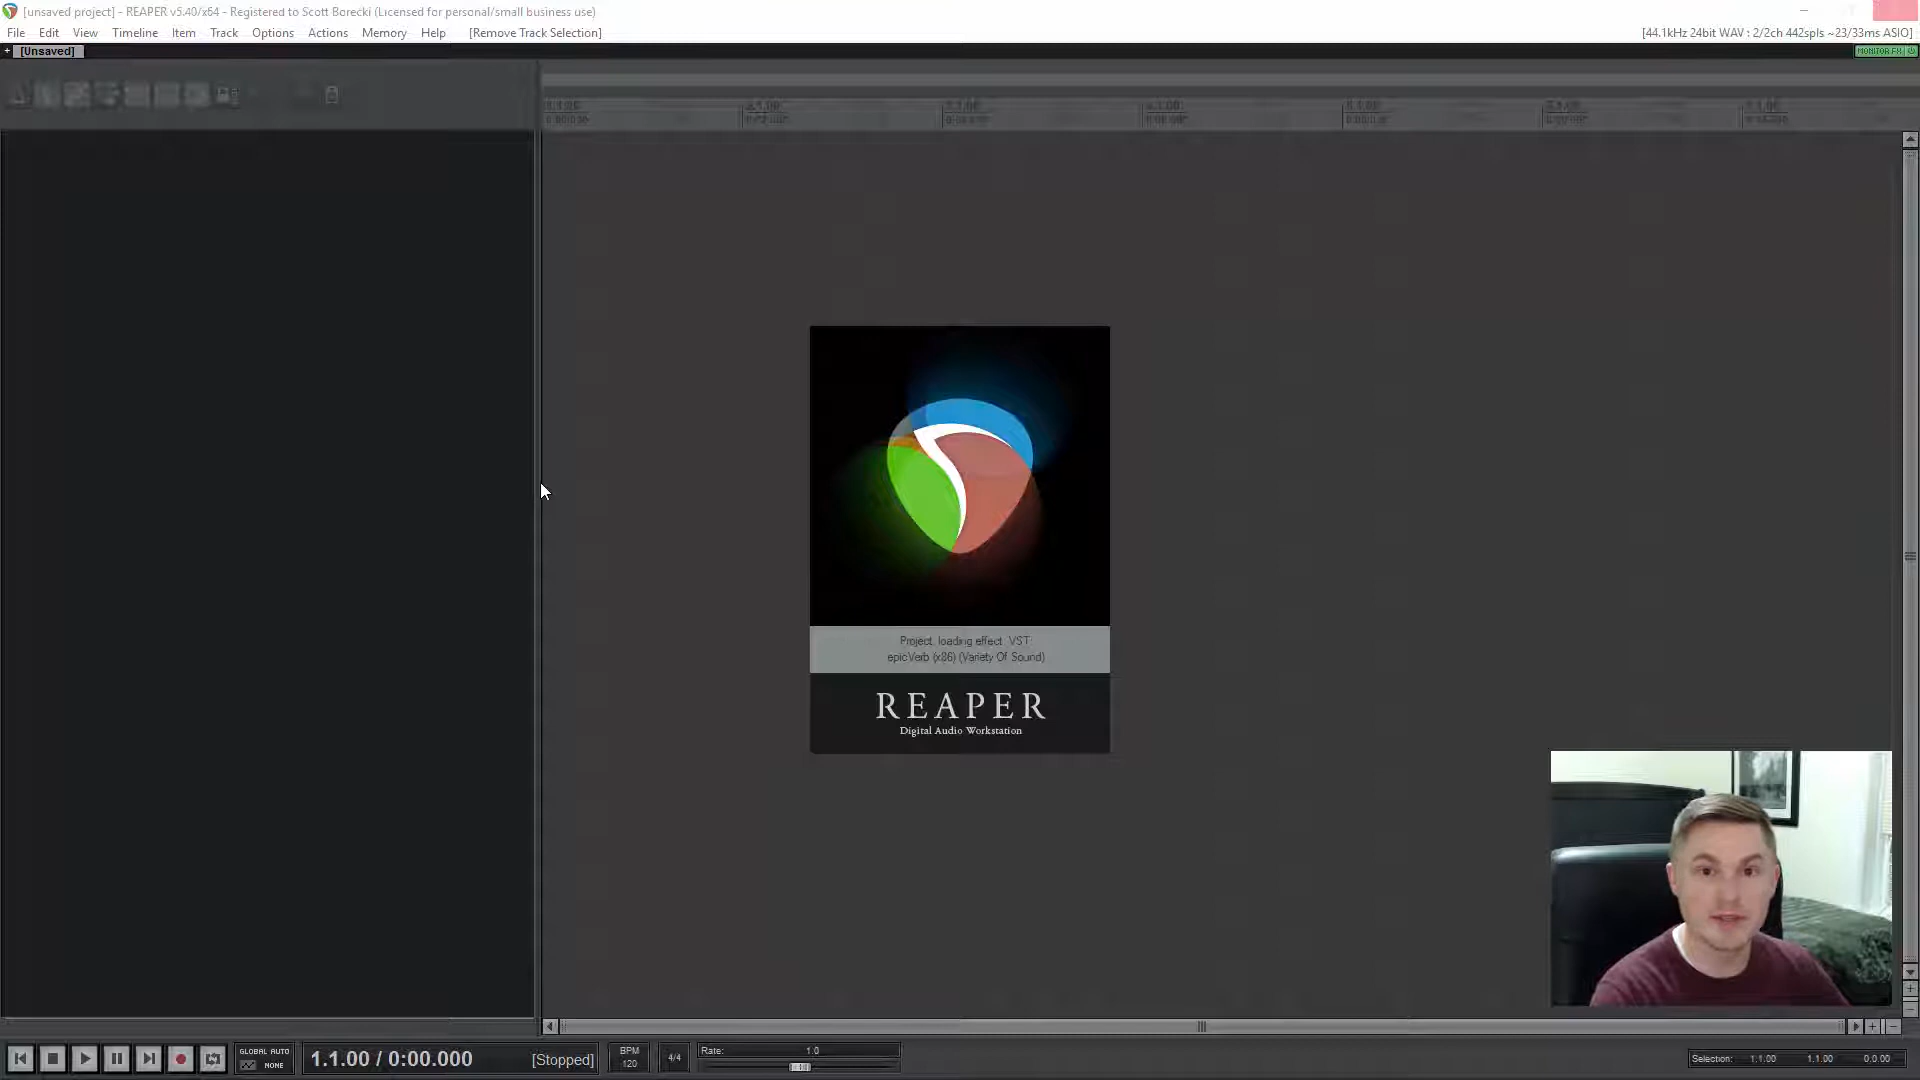 [unsaved project] - REAPER v5.40/x64 - Registered to Scott Borecki (Licensed for personal/small business use)
File Edit View Timeline Item Track Options Actions Memory Help [Remove Track Selection]
[44.1kHz 24bit WAV : 2/2ch 442spls ~23/33ms ASIO]
+ [Unsaved]
MONITOR FX
Project: loading effect: VST:
epicVerb (x86) (Variety Of Sound)
REAPER
Digital Audio Workstation
GLOBAL AUTO
NONE
1.1.00 / 0:00.000
[Stopped]
BPM
120
4/4
Rate: 1.0
Selection: 1.1.00 1.1.00 0.0.00